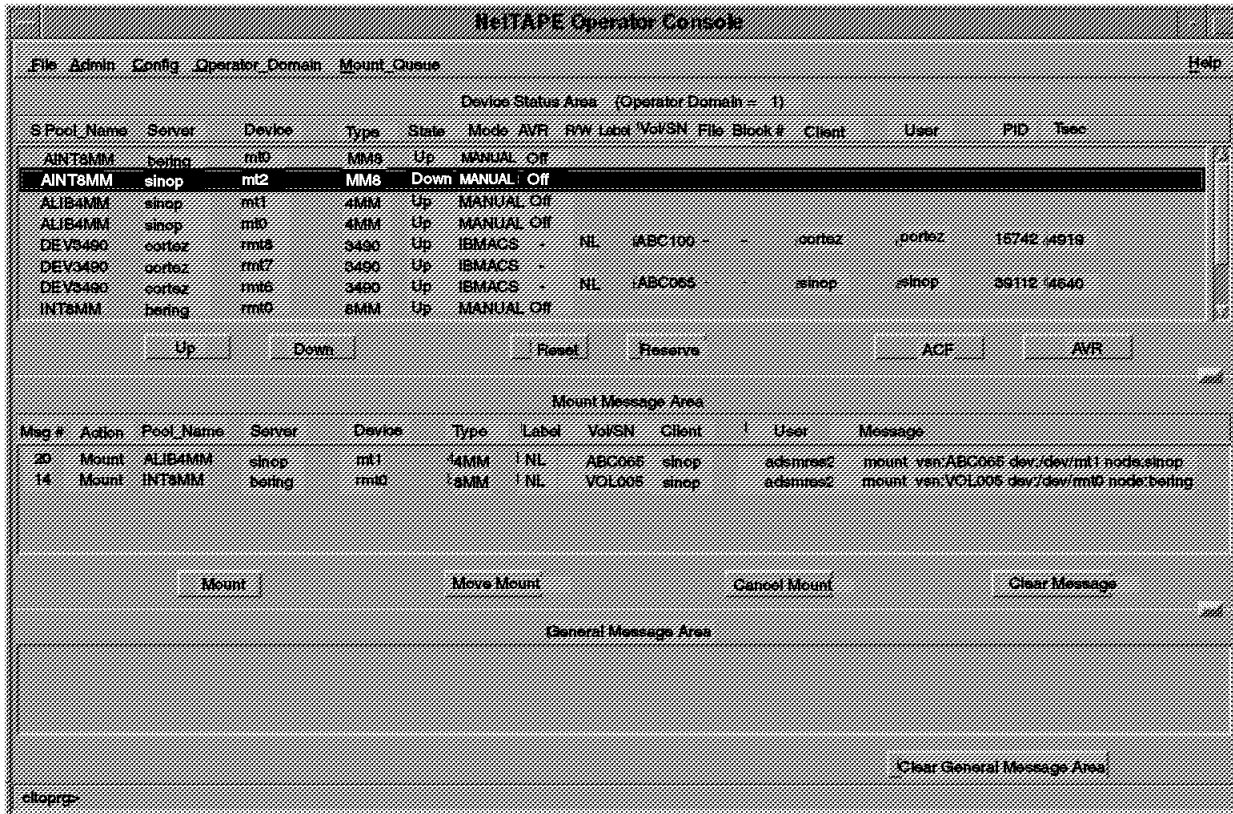 NetTAPE Operator Console
File Admin Config Operator_Domain Mount_Queue Help
Device Status Area (Operator Domain = 1)
S Pool_Name Server Device Type State Mode AVR R/W Label Vol/SN File Block # Client User PID Tsec
AINT8MM bering rmt0 MM8 Up MANUAL Off
AINT8MM sinop mt2 MM8 Down MANUAL Off
ALIB4MM sinop mt1 4MM Up MANUAL Off
ALIB4MM sinop mt0 4MM Up MANUAL Off
DEV3490 cortez rmt8 3490 Up IBMACS - NL ABC100 - cortez cortez 15742 4919
DEV3490 cortez rmt7 3490 Up IBMACS -
DEV3490 cortez rmt6 3490 Up IBMACS - NL ABC065 - sinop sinop 39112 4640
INT8MM bering rmt0 8MM Up MANUAL Off
Up Down Reset Reserve ACF AVR
Mount Message Area
Msg # Action Pool_Name Server Device Type Label Vol/SN Client User Message
20 Mount ALIB4MM sinop mt1 4MM NL ABC065 sinop adsmres2 mount vsn:ABC065 dev:/dev/mt1 node:sinop
14 Mount INT8MM bering rmt0 8MM NL VOL005 sinop adsmres2 mount vsn:VOL005 dev:/dev/rmt0 node:bering
Mount Move Mount Cancel Mount Clear Message
General Message Area
Clear General Message Area
cltoprg>